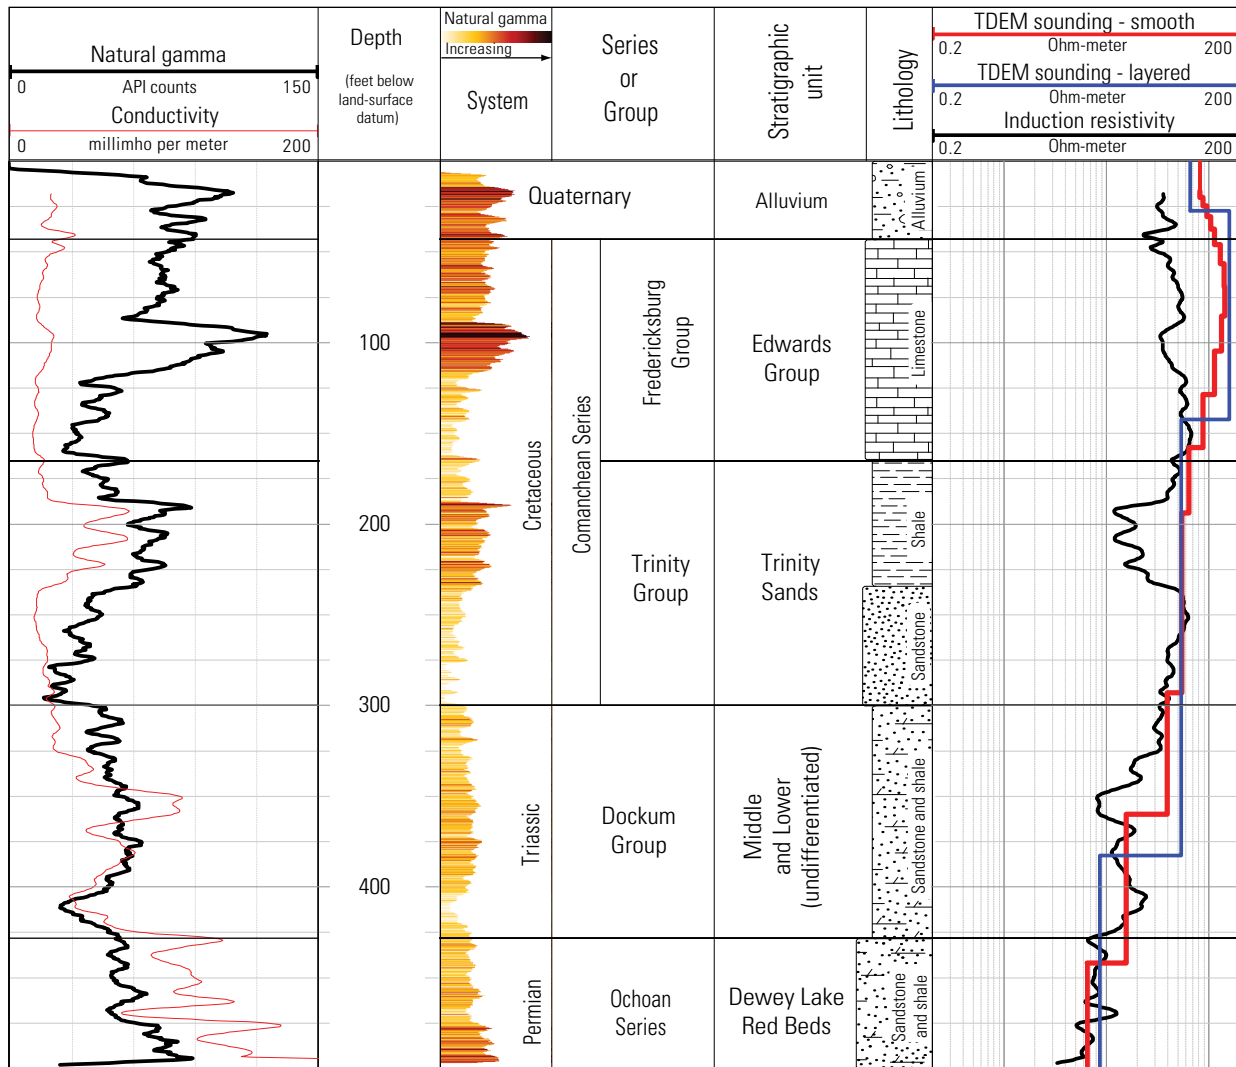 Natural gamma
0 API counts 150
Conductivity
0 millimho per meter 200
Depth
(feet below
land-surface
datum)
Natural gamma
Increasing
System
Series
or
Group
Stratigraphic
unit
Lithology
TDEM sounding - smooth
0.2 Ohm-meter 200
TDEM sounding - layered
0.2 Ohm-meter 200
Induction resistivity
0.2 Ohm-meter 200
Quaternary
Alluvium
Alluvium
100
200
300
400
Cretaceous
Comanchean Series
Fredericksburg
Group
Edwards
Group
Limestone
Trinity
Group
Trinity
Sands
Shale
Sandstone
Triassic
Dockum
Group
Middle
and Lower
(undifferentiated)
Sandstone and shale
Permian
Ochoan
Series
Dewey Lake
Red Beds
Sandstone
and shale